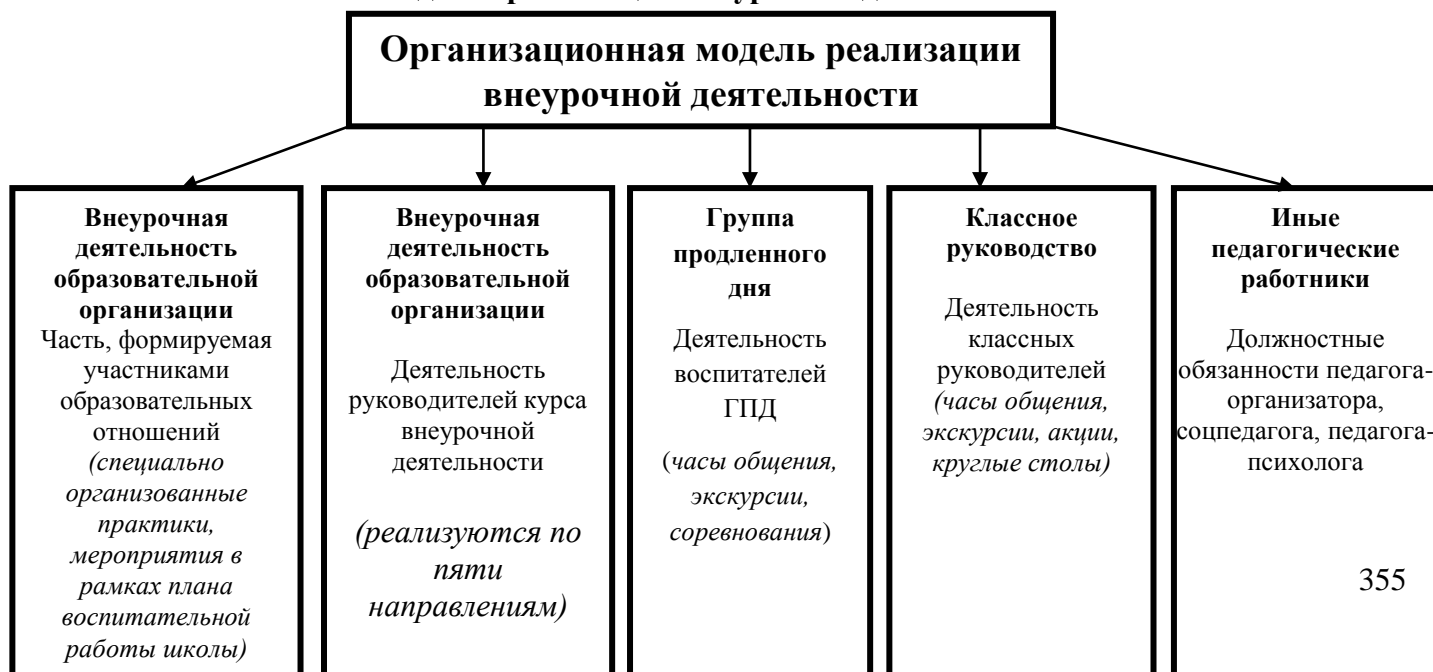 Организационная модель реализации
внеурочной деятельности
Внеурочная
деятельность
образовательной
организации
Часть, формируемая
участниками
образовательных
отношений
(специально
организованные
практики,
мероприятия в
рамках плана
воспитательной
работы школы)
Внеурочная
деятельность
образовательной
организации
Деятельность
руководителей курса
внеурочной
деятельности
(реализуются по
пяти
направлениям)
Группа
продленного
дня
Деятельность
воспитателей
ГПД
(часы общения,
экскурсии,
соревнования)
Классное
руководство
Деятельность
классных
руководителей
(часы общения,
экскурсии, акции,
круглые столы)
Иные
педагогические
работники
Должностные
обязанности педагога-
организатора,
соцпедагога, педагога-
психолога
355